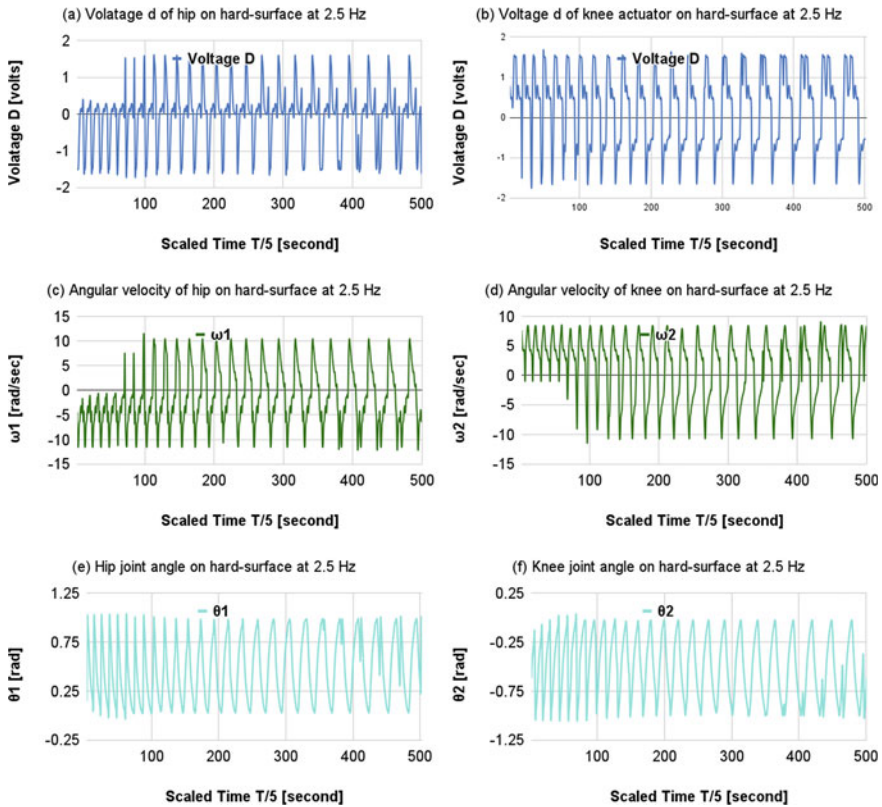 (a) Volatage d of hip on hard-surface at 2.5 Hz
Voltage D
Volatage D [volts]
2
1
0
-1
-2
100 200 300 400 500
Scaled Time T/5 [second]
(b) Voltage d of knee actuator on hard-surface at 2.5 Hz
Voltage D
Voltage D [volts]
2
1
0
-1
-2
100 200 300 400 500
Scaled Time T/5 [second]
(c) Angular velocity of hip on hard-surface at 2.5 Hz
ω1
ω1 [rad/sec]
15
10
5
0
-5
-10
-15
100 200 300 400 500
Scaled Time T/5 [second]
(d) Angular velocity of knee on hard-surface at 2.5 Hz
ω2
ω2 [rad/sec]
10
5
0
-5
-10
-15
100 200 300 400 500
Scaled Time T/5 [second]
(e) Hip joint angle on hard-surface at 2.5 Hz
θ1
θ1 [rad]
1.25
0.75
0.25
-0.25
100 200 300 400 500
Scaled Time T/5 [second]
(f) Knee joint angle on hard-surface at 2.5 Hz
θ2
θ2 [rad]
0.25
-0.25
-0.75
-1.25
100 200 300 400 500
Scaled Time T/5 [second]